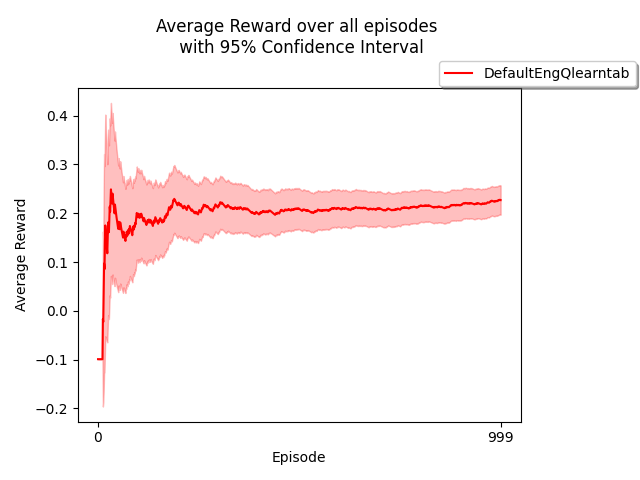 Average Reward over all episodes
with 95% Confidence Interval
DefaultEngQlearntab
0.4
0.3
0.2
0.1
0.0
−0.1
−0.2
Average Reward
0 999
Episode